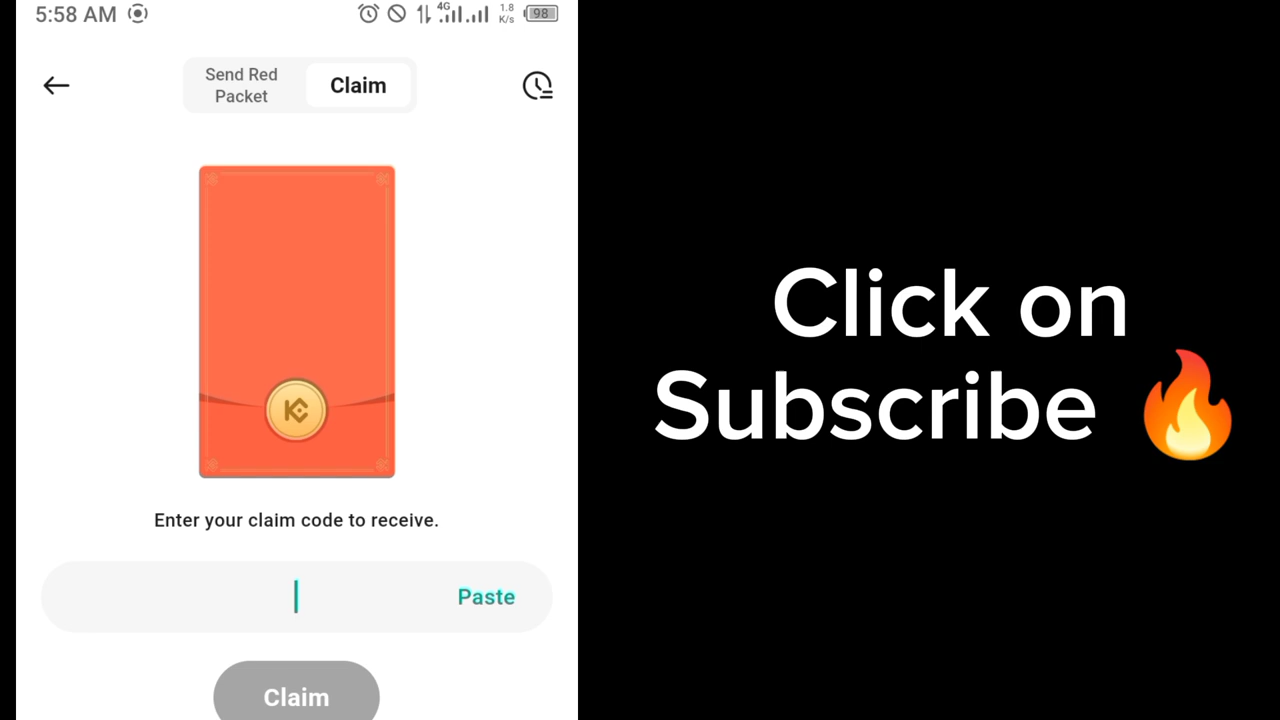 5:58 AM 4G 1.8 K/s 98
Send Red
Packet
Claim
Enter your claim code to receive.
Paste
Claim
Click on
Subscribe 🔥